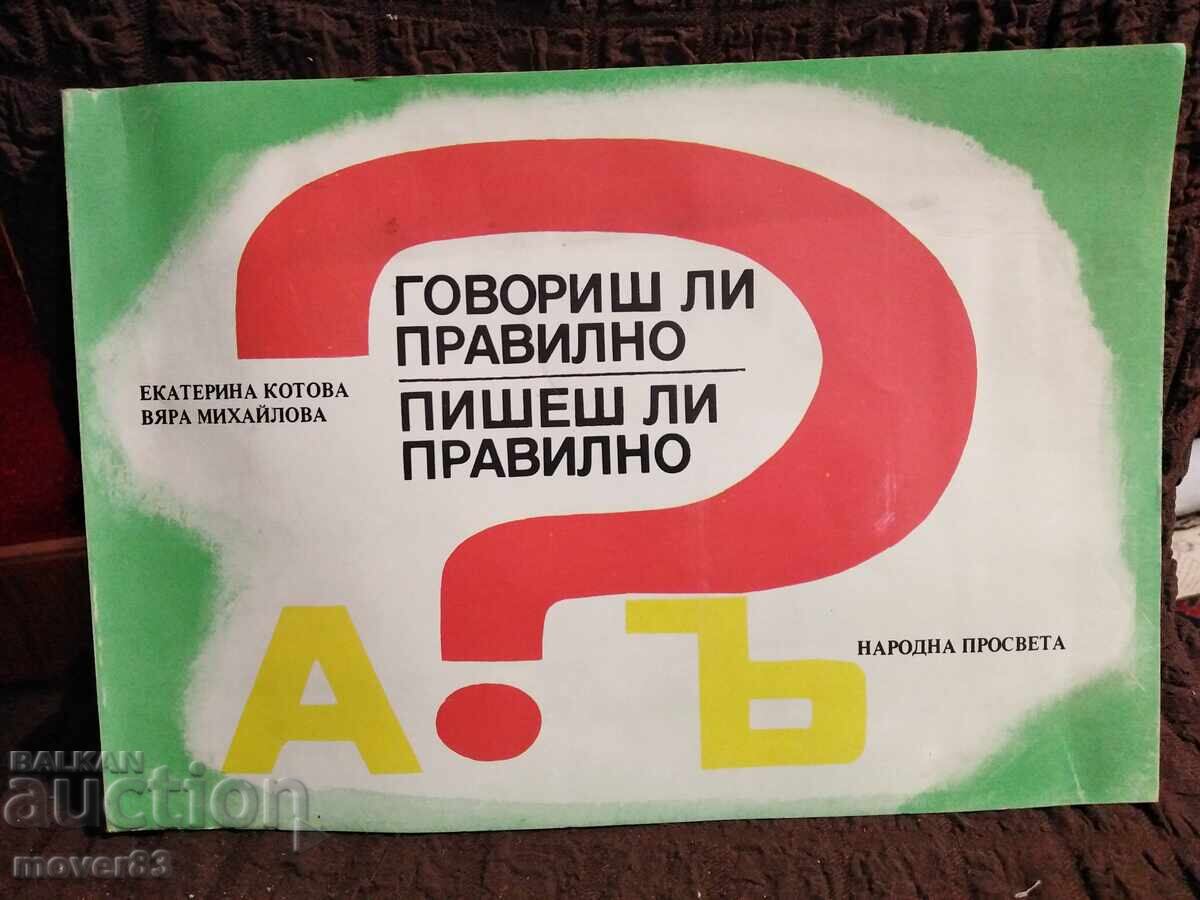 ГОВОРИШ ЛИ
ПРАВИЛНО
ПИШЕШ ЛИ
ПРАВИЛНО
ЕКАТЕРИНА КОТОВА
ВЯРА МИХАЙЛОВА
?
А Ъ
НАРОДНА ПРОСВЕТА
BALKAN
auction
mover83